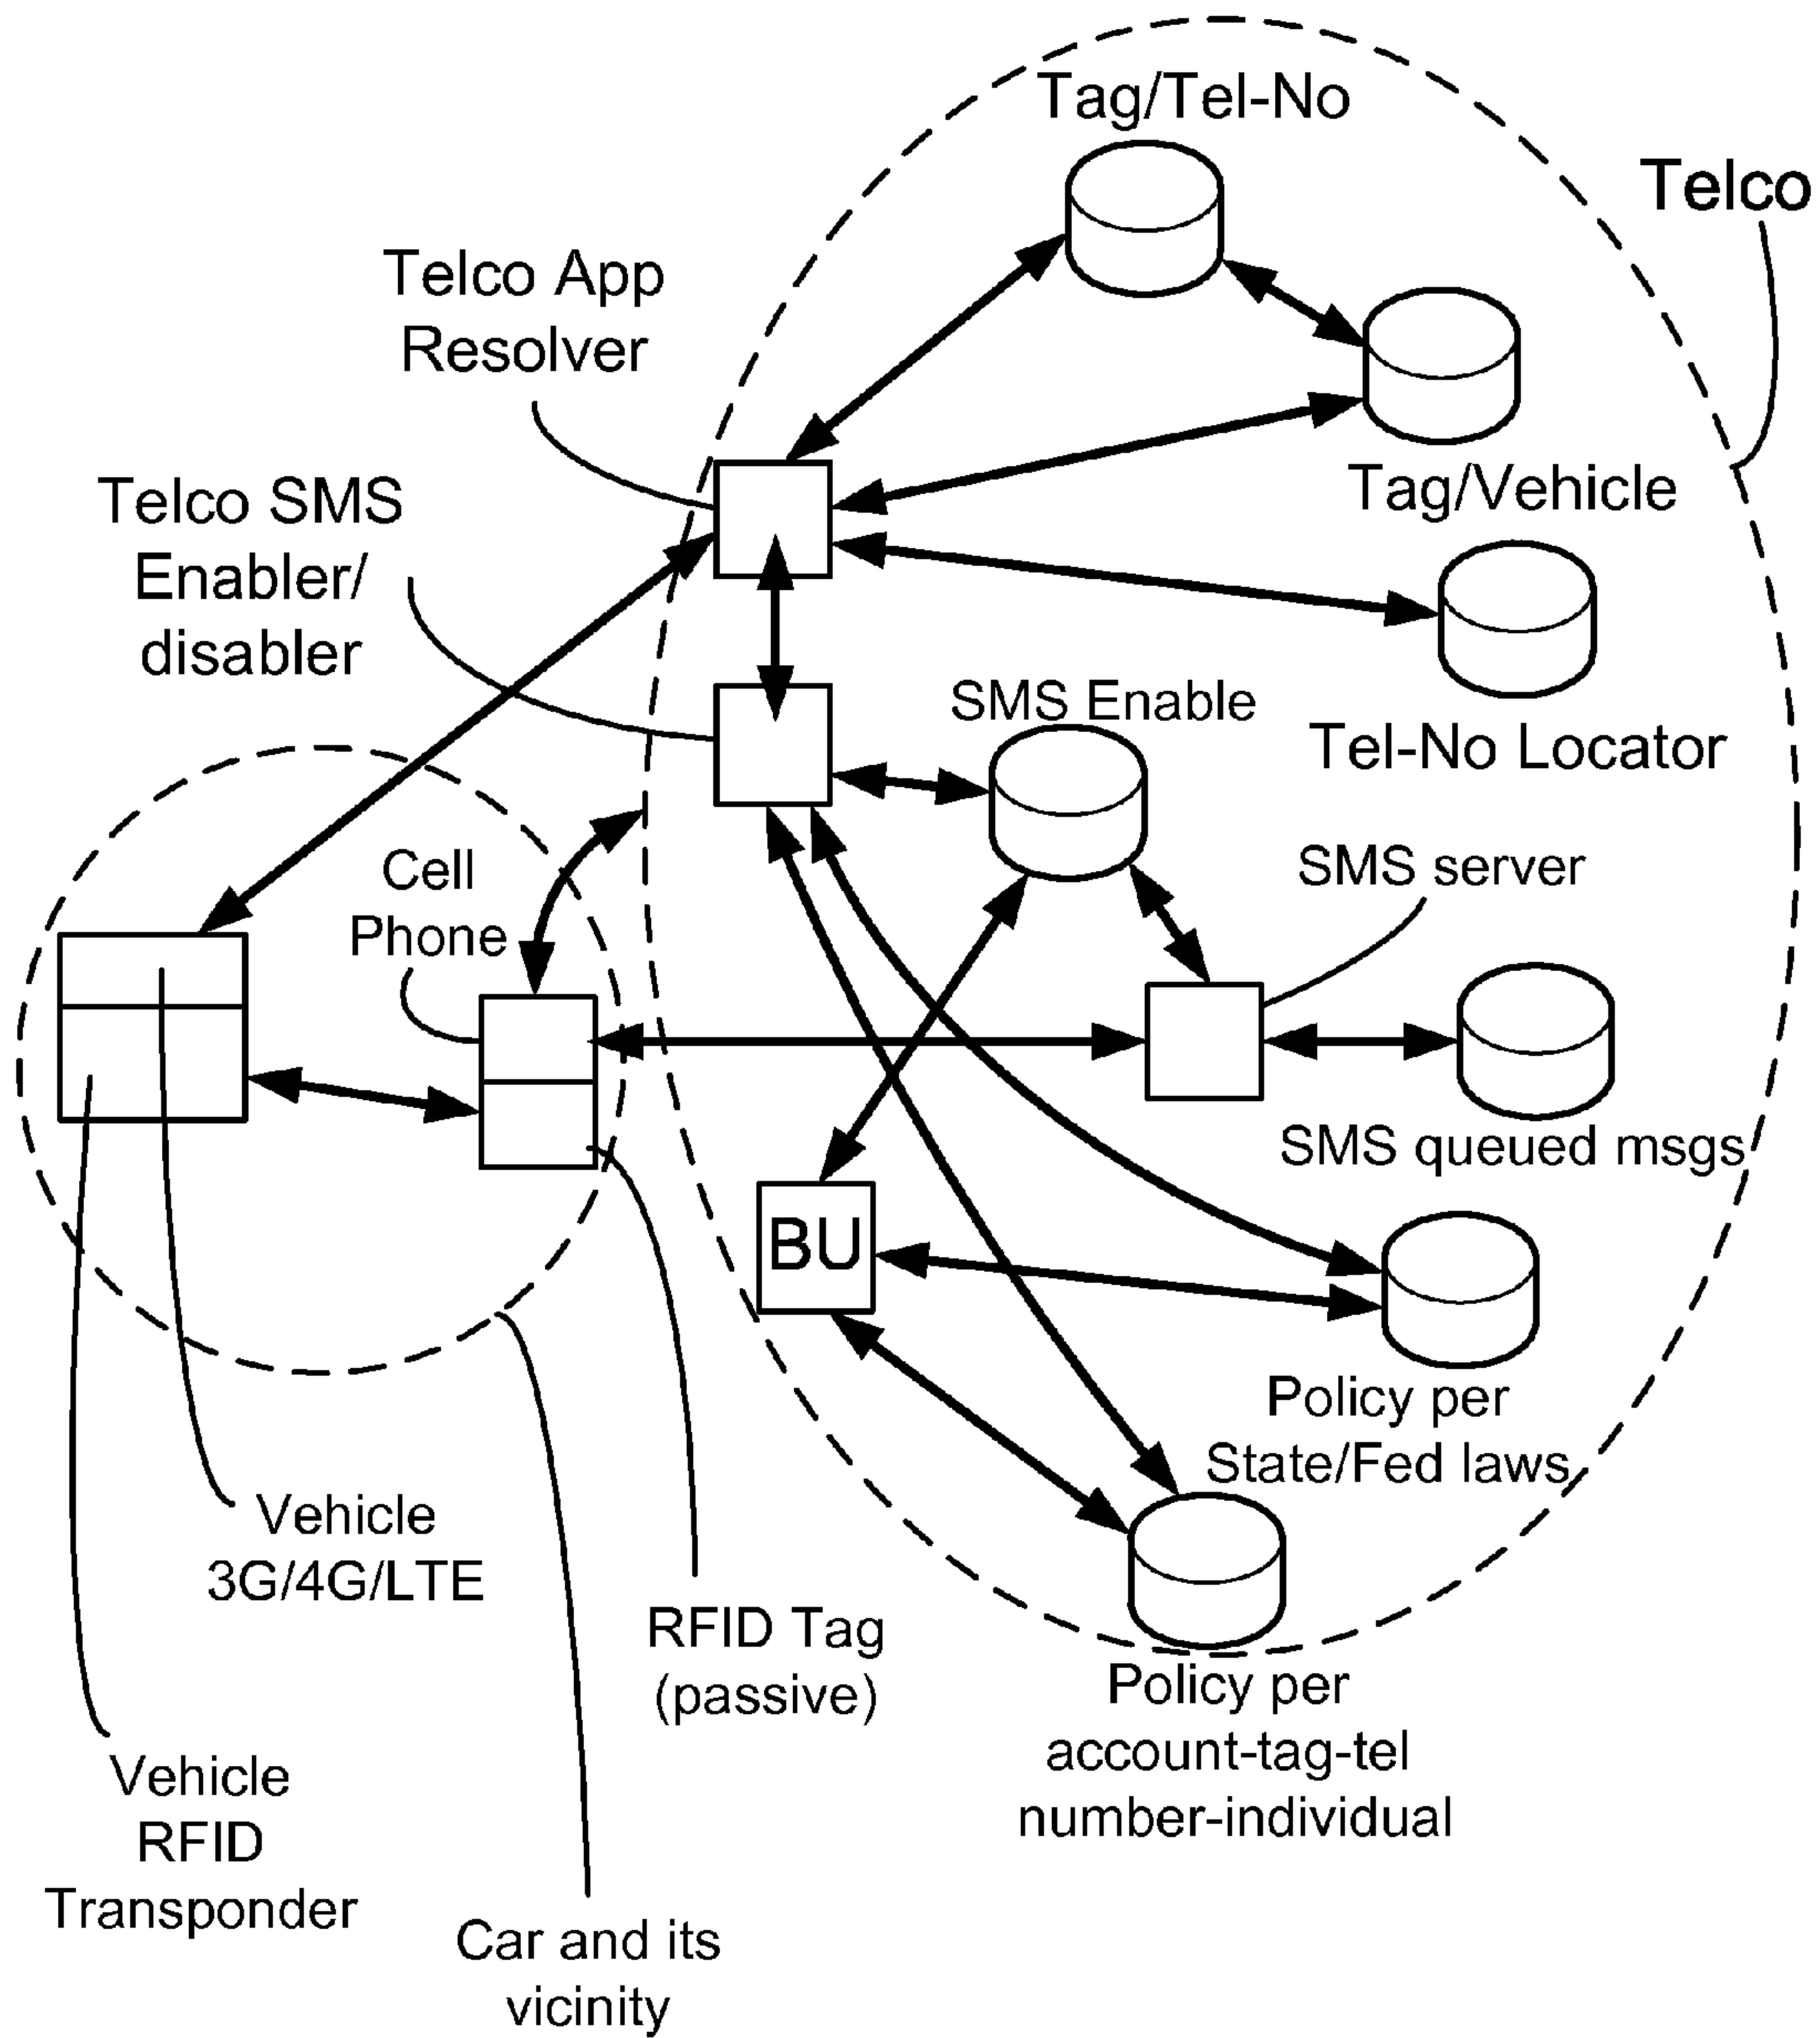 Tag/Tel-No
Telco
Telco App
Resolver
Tag/Vehicle
Telco SMS
Enabler/
disabler
SMS Enable
Tel-No Locator
Cell
Phone
SMS server
SMS queued msgs
BU
Policy per
State/Fed laws
Vehicle
3G/4G/LTE
RFID Tag
(passive)
Policy per
account-tag-tel
number-individual
Vehicle
RFID
Transponder
Car and its
vicinity